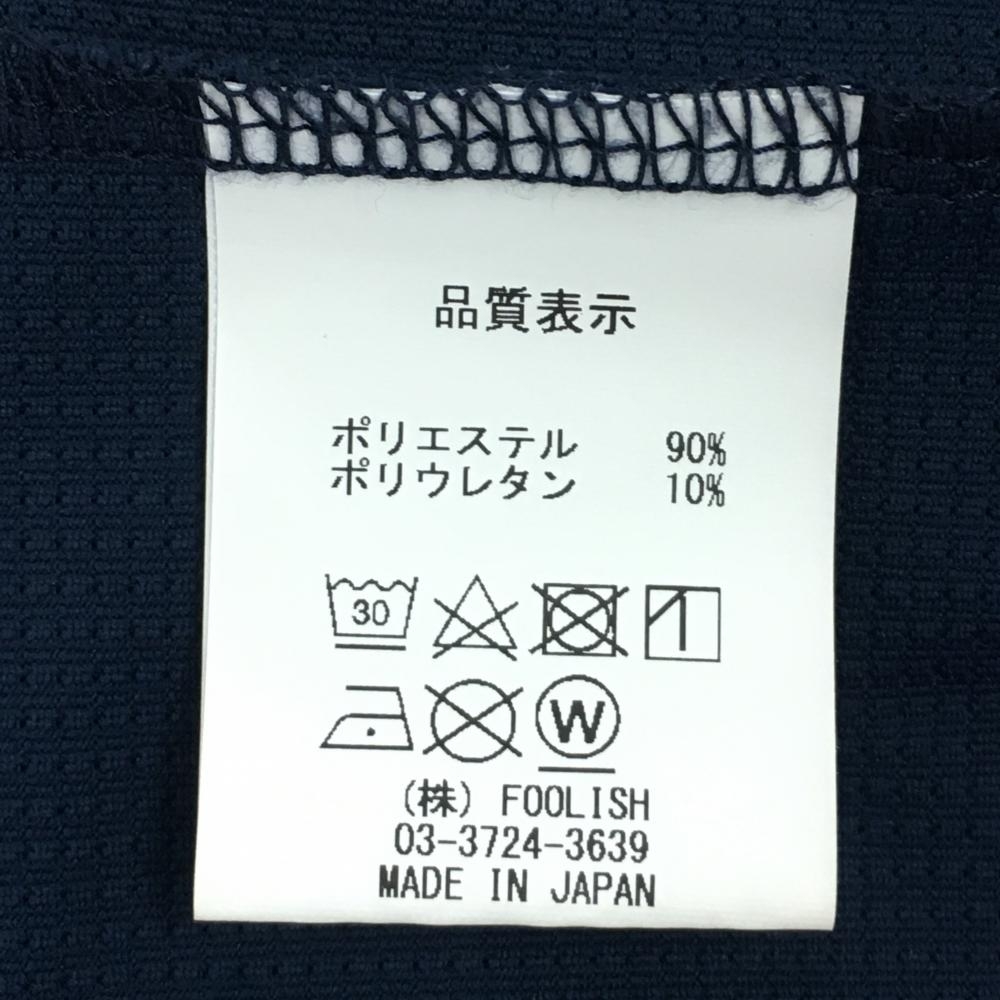 品質表示
ポリエステル 90%
ポリウレタン 10%
30
W
(株) FOOLISH
03-3724-3639
MADE IN JAPAN